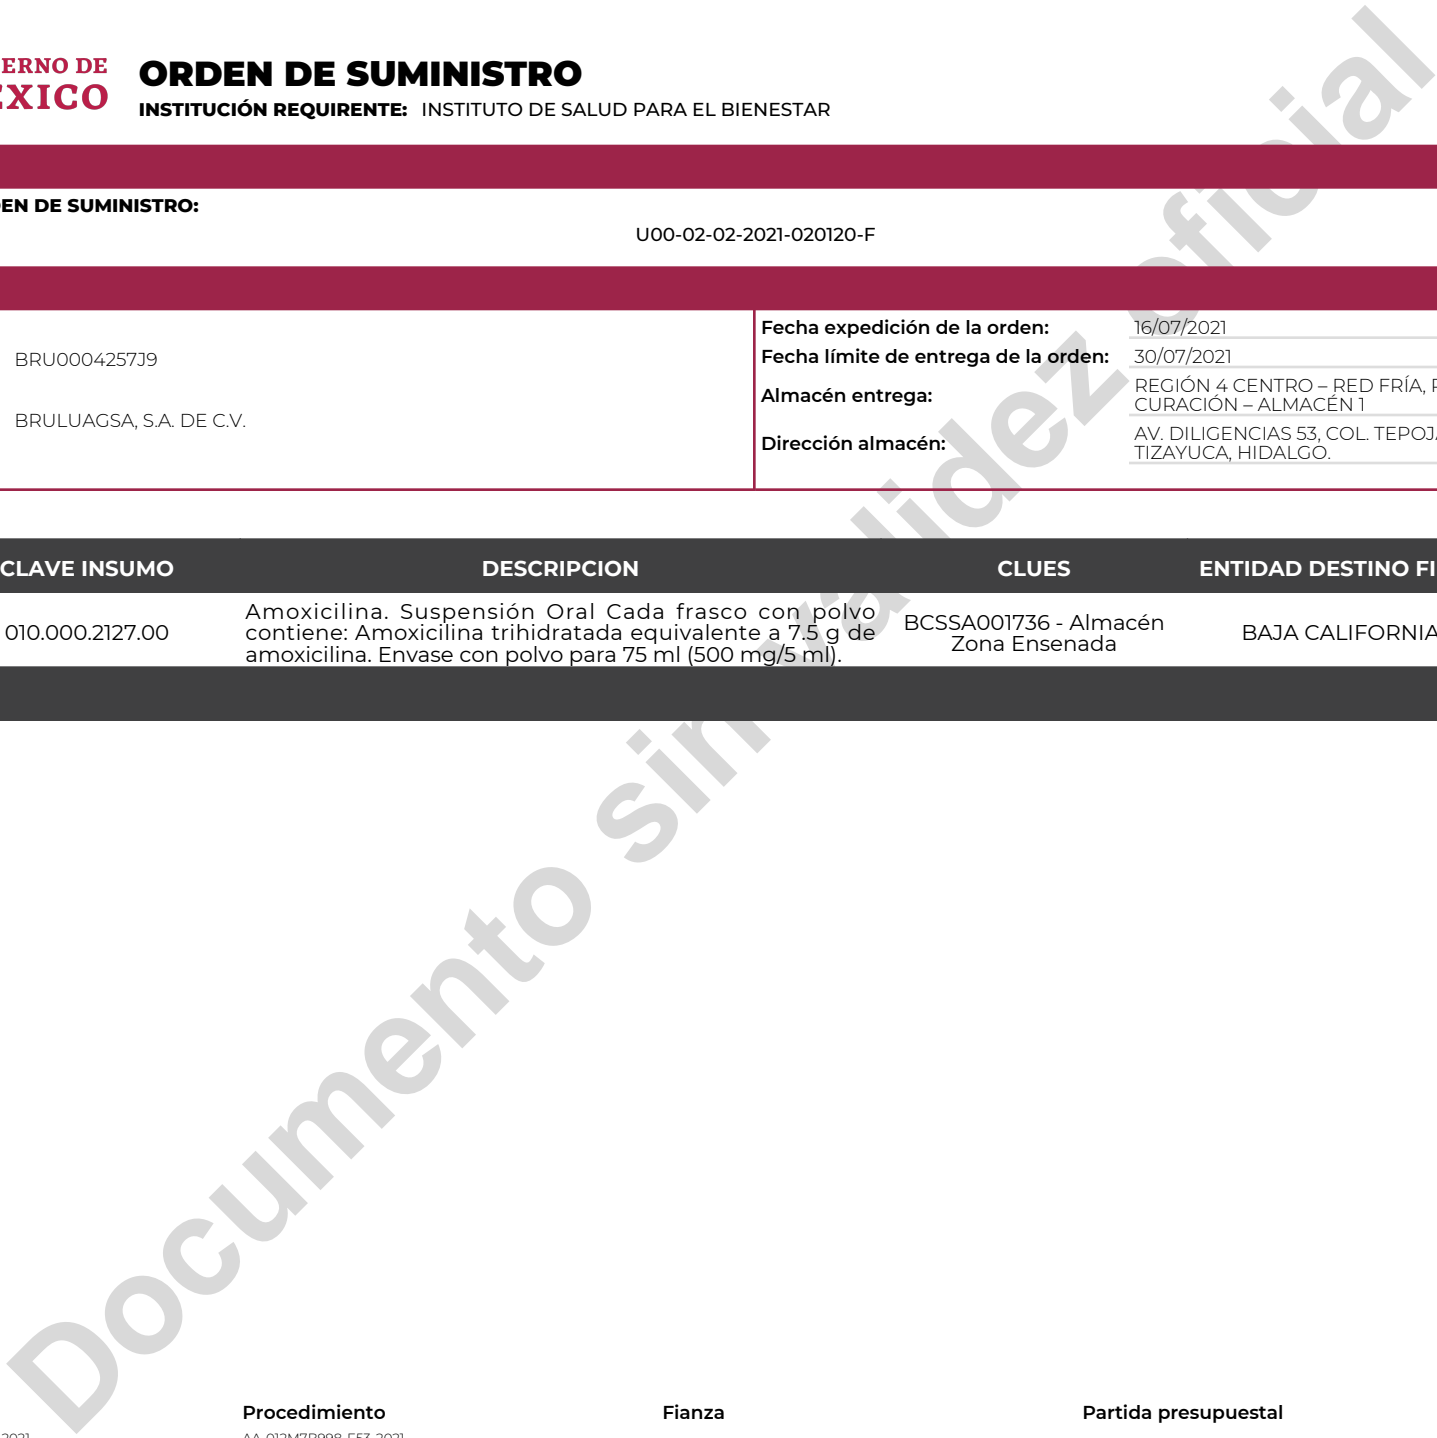 ERNO DE
ORDEN DE SUMINISTRO
XICO
INSTITUCIÓN REQUIRENTE: INSTITUTO DE SALUD PARA EL BIENESTAR
EN DE SUMINISTRO:
U00-02-02-2021-020120-F
Fecha expedición de la orden: 16/07/2021
BRU0004257J9
Fecha límite de entrega de la orden: 30/07/2021
Almacén entrega:
REGIÓN 4 CENTRO – RED FRÍA,
CURACIÓN – ALMACÉN 1
BRULUAGSA, S.A. DE C.V.
Dirección almacén:
AV. DILIGENCIAS 53, COL. TEPOJ
TIZAYUCA, HIDALGO.
CLAVE INSUMO DESCRIPCION CLUES ENTIDAD DESTINO FI
010.000.2127.00
Amoxicilina. Suspensión Oral Cada frasco con polvo
contiene: Amoxicilina trihidratada equivalente a 7.5 g de
amoxicilina. Envase con polvo para 75 ml (500 mg/5 ml).
BCSSA001736 - Almacén
Zona Ensenada
BAJA CALIFORNIA
Documento sin validez oficial
Procedimiento Fianza Partida presupuestal